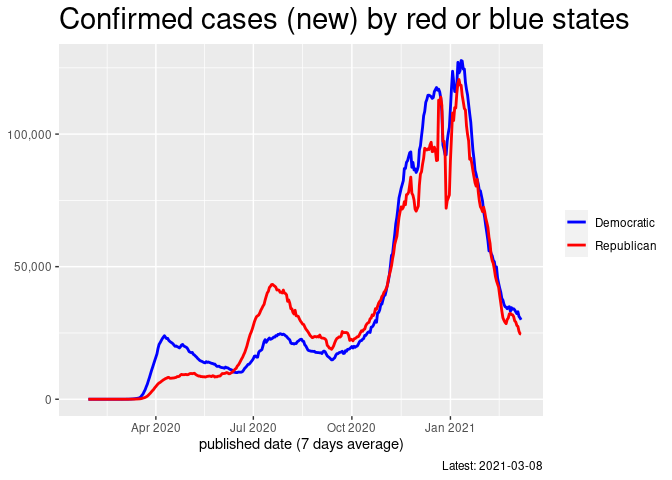 Confirmed cases (new) by red or blue states
100,000
50,000
0
Apr 2020
Jul 2020
Oct 2020
Jan 2021
published date (7 days average)
Democratic
Republican
Latest: 2021-03-08